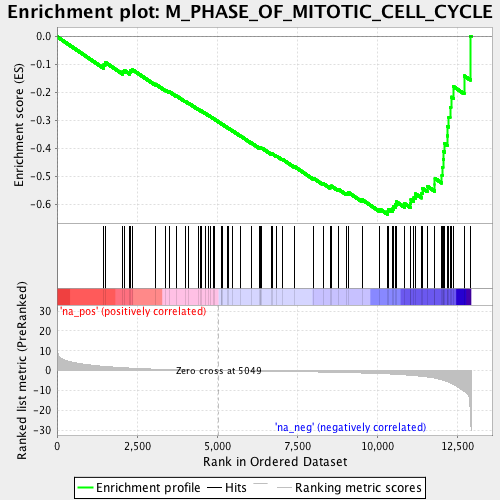 Enrichment plot: M_PHASE_OF_MITOTIC_CELL_CYCLE
Enrichment score (ES)
0.0
-0.1
-0.2
-0.3
-0.4
-0.5
-0.6
'na_pos' (positively correlated)
Ranked list metric (PreRanked)
30
20
10
0
-10
-20
-30
Zero cross at 5049
'na_neg' (negatively correlated)
0
2,500
5,000
7,500
10,000
12,500
Rank in Ordered Dataset
Enrichment profile
Hits
Ranking metric scores